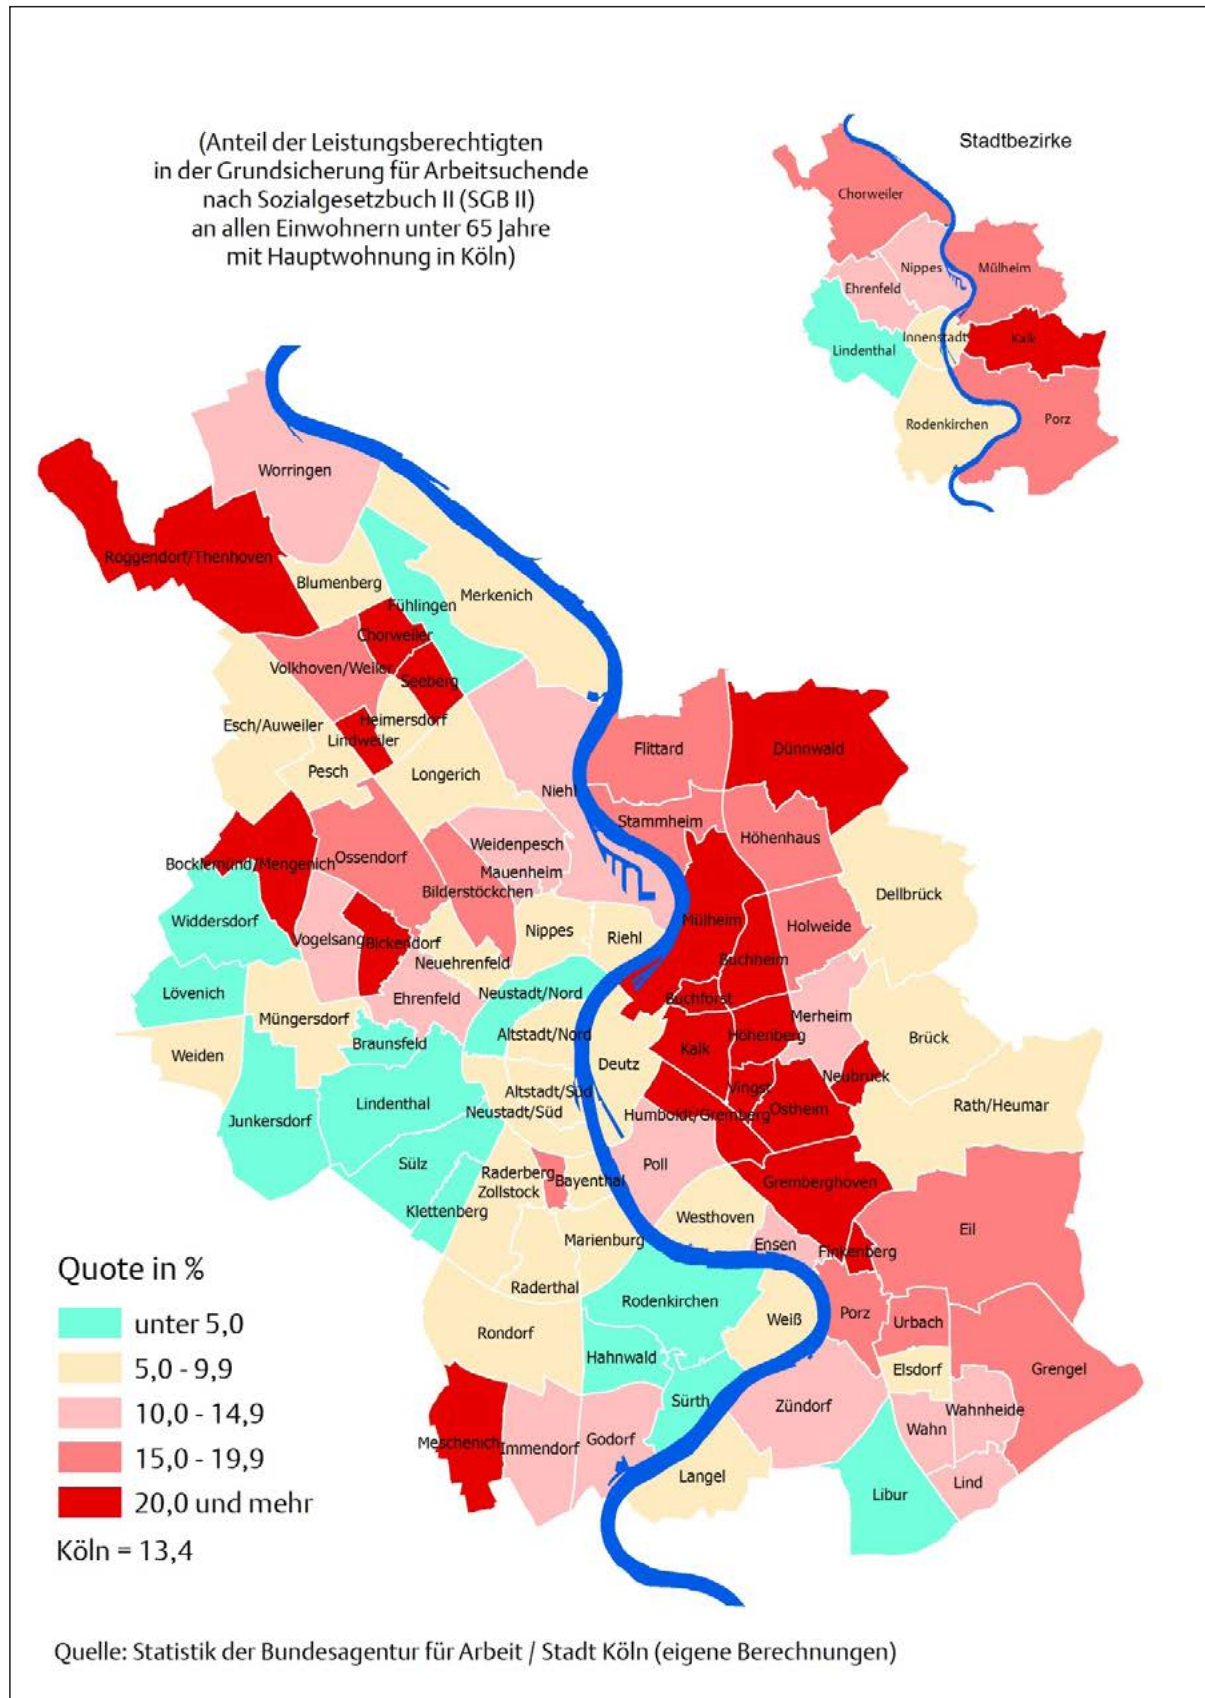 (Anteil der Leistungsberechtigten
in der Grundsicherung für Arbeitsuchende
nach Sozialgesetzbuch II (SGB II)
an allen Einwohnern unter 65 Jahre
mit Hauptwohnung in Köln)
Stadtbezirke
Chorweiler
Nippes
Mülheim
Ehrenfeld
Innenstadt
Kalk
Lindenthal
Rodenkirchen
Porz
Worringen
Roggendorf/Thenhoven
Blumenberg
Merkenich
Fühlingen
Chorweiler
Volkhoven/Weiler
Seeberg
Esch/Auweiler
Heimersdorf
Lindweiler
Pesch
Longerich
Flittard
Dünnwald
Niehl
Stammheim
Höhenhaus
Weidenpesch
Mauenheim
Bocklemünd/Mengenich
Ossendorf
Bilderstöckchen
Dellbrück
Widdersdorf
Mülheim
Holweide
Vogelsang
Bickendorf
Nippes
Riehl
Neuehrenfeld
Buchheim
Lövenich
Ehrenfeld
Neustadt/Nord
Buchforst
Merheim
Müngersdorf
Altstadt/Nord
Höhenberg
Brück
Weiden
Braunsfeld
Kalk
Deutz
Neubrück
Vingst
Altstadt/Süd
Lindenthal
Neustadt/Süd
Humboldt/Gremberg
Ostheim
Rath/Heumar
Junkersdorf
Sülz
Poll
Raderberg
Zollstock
Bayenthal
Gremberghoven
Klettenberg
Westhoven
Eil
Marienburg
Ensen
Finkenberg
Raderthal
Rodenkirchen
Weiß
Porz
Urbach
Rondorf
Hahnwald
Elsdorf
Grengel
Sürth
Zündorf
Wahnheide
Wahn
Meschenich
Immendorf
Godorf
Langel
Lind
Libur
Quote in %
unter 5,0
5,0 - 9,9
10,0 - 14,9
15,0 - 19,9
20,0 und mehr
Köln = 13,4
Quelle: Statistik der Bundesagentur für Arbeit / Stadt Köln (eigene Berechnungen)